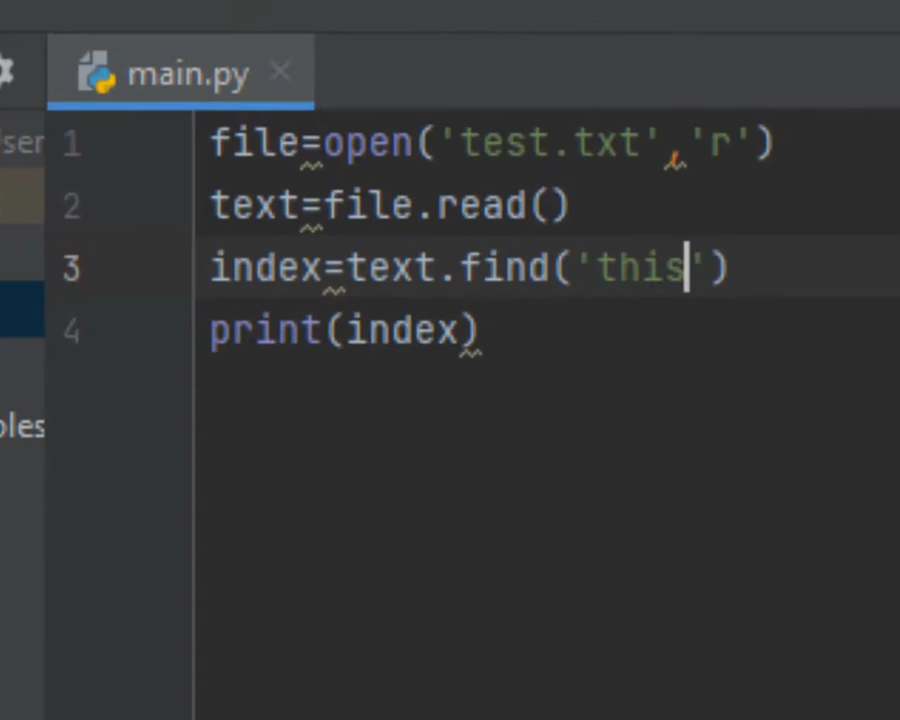 main.py
1 file=open('test.txt','r')
2 text=file.read()
3 index=text.find('this')
4 print(index)